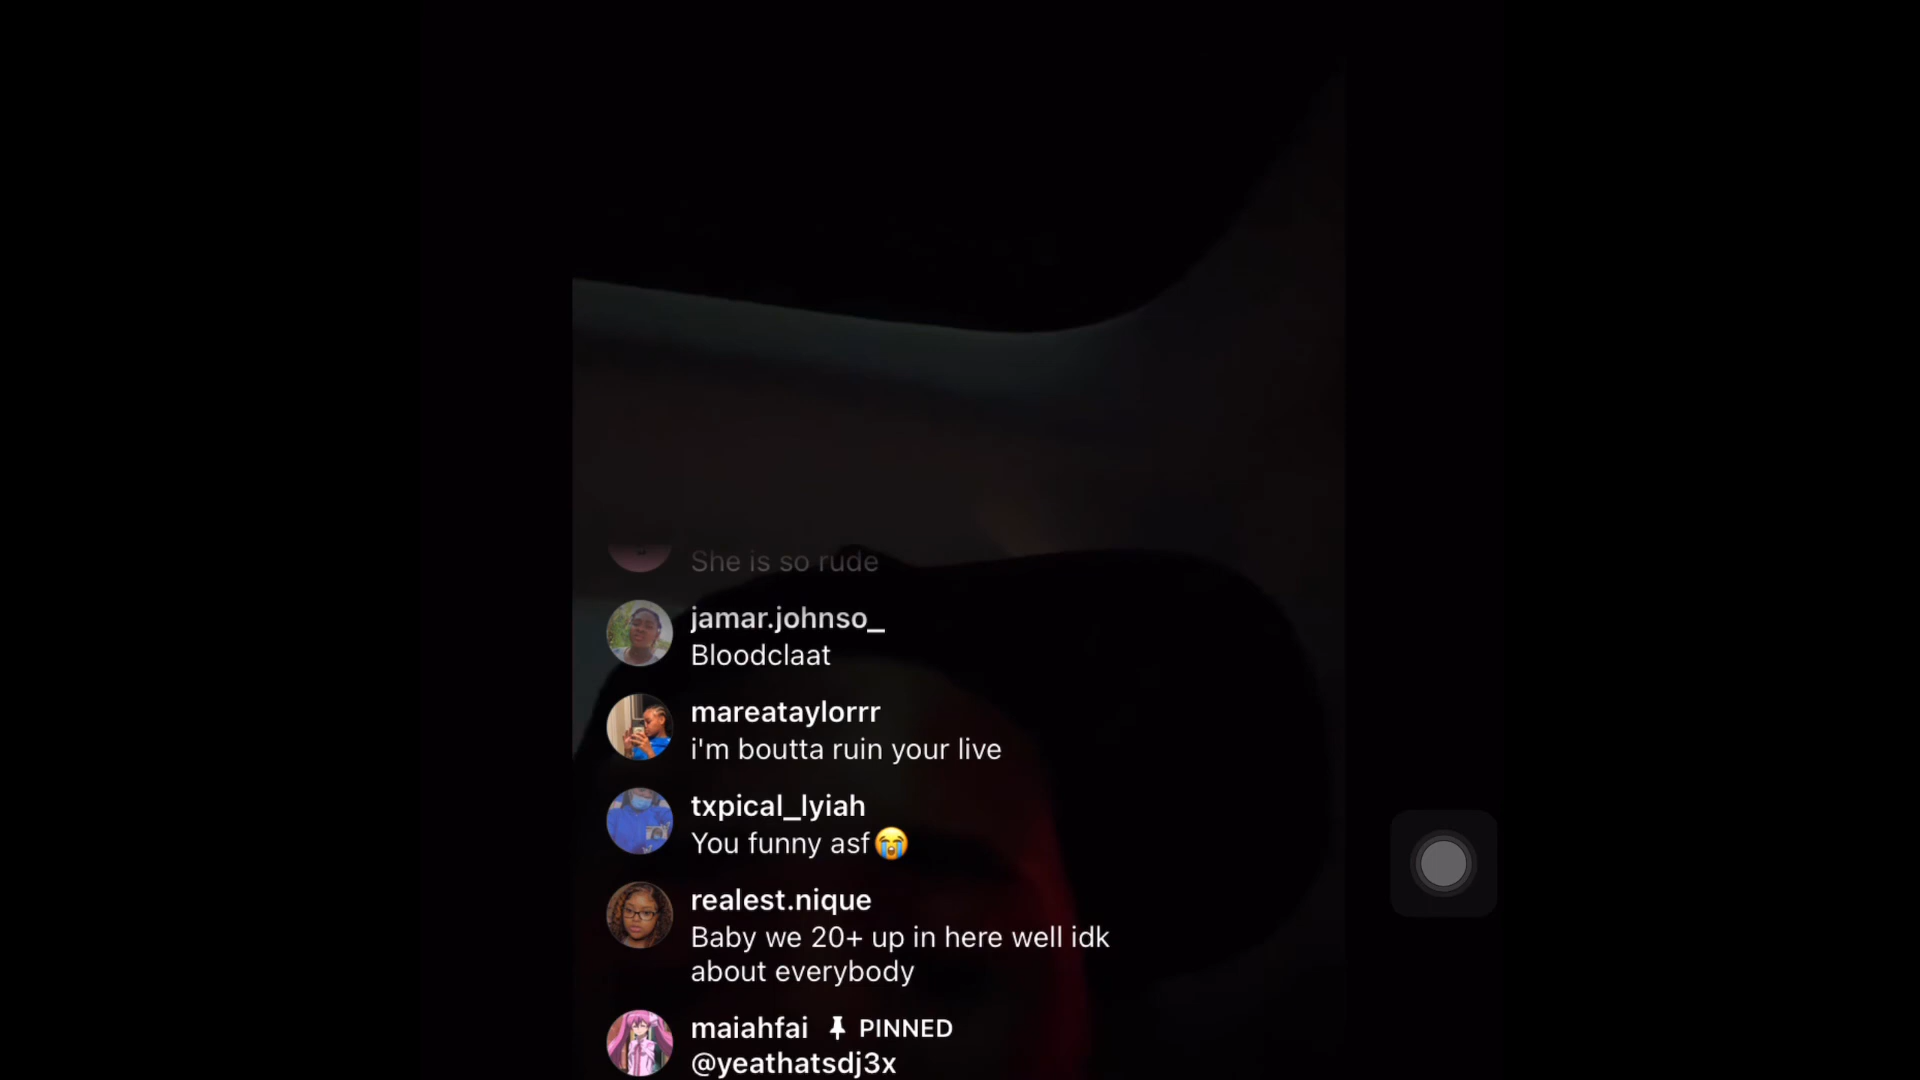 She is so rude
jamar.johnso_
Bloodclaat
mareataylorrr
i'm boutta ruin your live
txpical_lyiah
You funny asf😭
realest.nique
Baby we 20+ up in here well idk
about everybody
maiahfai PINNED
@yeathatsdj3x